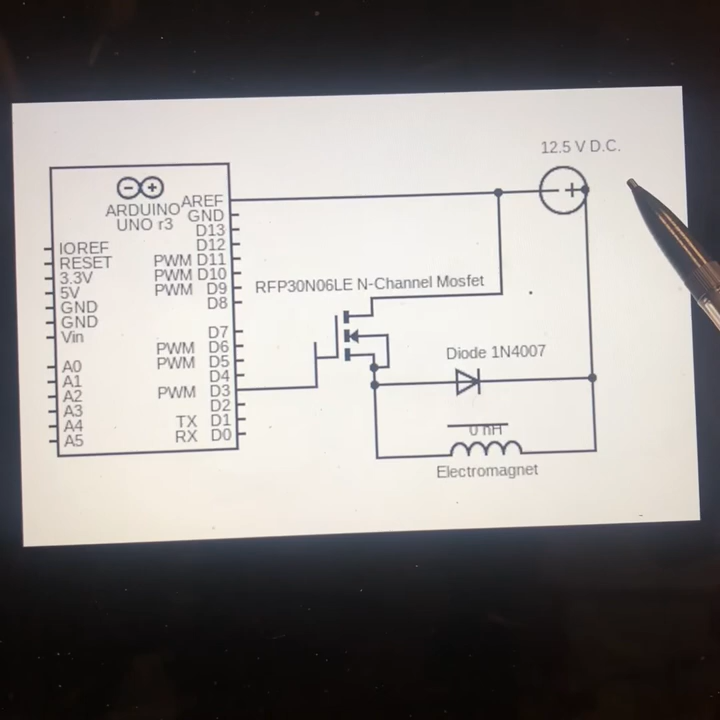 12.5 V D.C.
ARDUINO
UNO r3
AREF
GND
D13
D12
PWM D11
PWM D10
PWM D9
D8
D7
PWM D6
PWM D5
D4
PWM D3
D2
TX D1
RX D0
IOREF
RESET
3.3V
5V
GND
GND
Vin
A0
A1
A2
A3
A4
A5
RFP30N06LE N-Channel Mosfet
Diode 1N4007
0 nH
Electromagnet